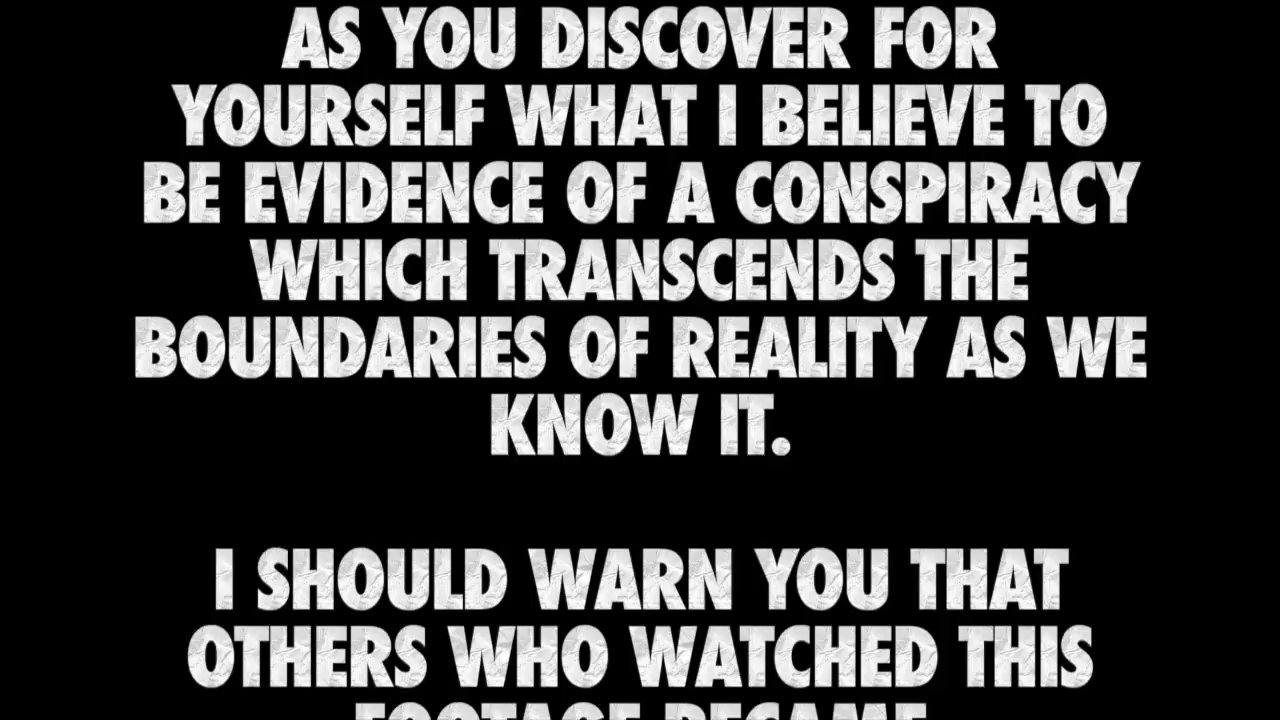 AS YOU DISCOVER FOR
YOURSELF WHAT I BELIEVE TO
BE EVIDENCE OF A CONSPIRACY
WHICH TRANSCENDS THE
BOUNDARIES OF REALITY AS WE
KNOW IT.
I SHOULD WARN YOU THAT
OTHERS WHO WATCHED THIS
FOOTAGE BECAME